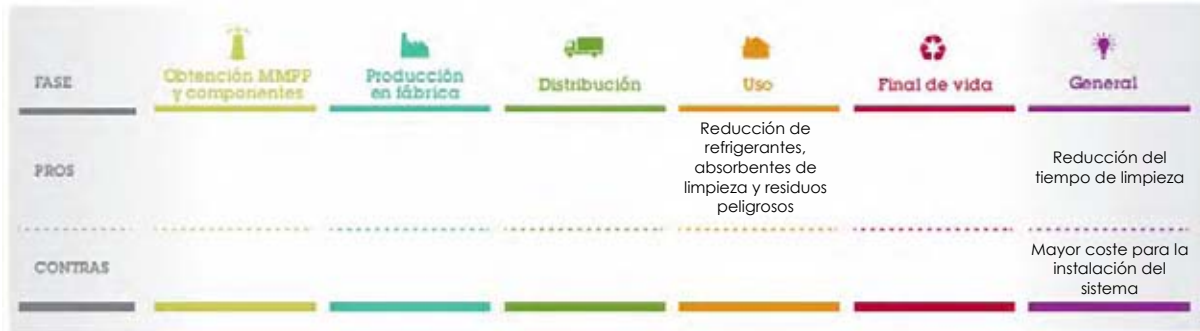 FASE
Obtención MMPP
y componentes
Producción
en fábrica
Distribución
Uso
Final de vida
General
PROS
Reducción de
refrigerantes,
absorbentes de
limpieza y residuos
peligrosos
Reducción del
tiempo de limpieza
CONTRAS
Mayor coste para la
instalación del
sistema